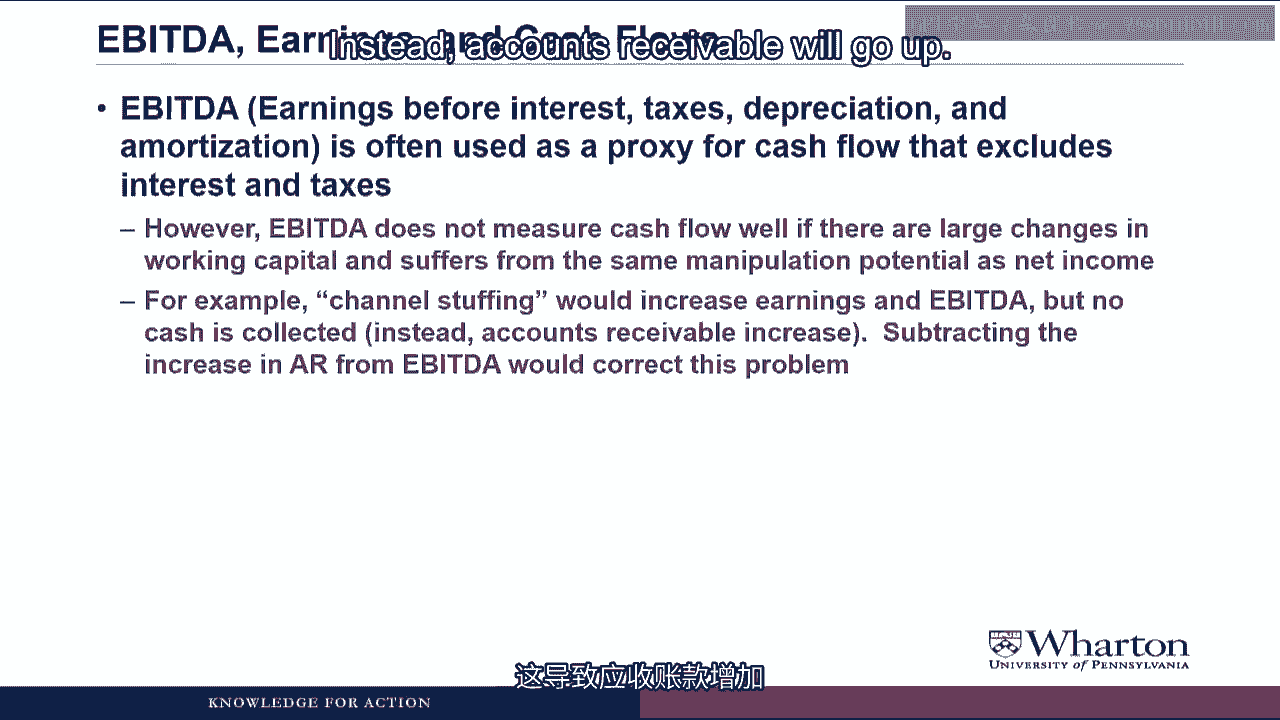 EBITDA, Earnings, and Cash Flows
Instead, accounts receivable will go up.
• EBITDA (Earnings before interest, taxes, depreciation, and
amortization) is often used as a proxy for cash flow that excludes
interest and taxes
– However, EBITDA does not measure cash flow well if there are large changes in
working capital and suffers from the same manipulation potential as net income
– For example, “channel stuffing” would increase earnings and EBITDA, but no
cash is collected (instead, accounts receivable increase). Subtracting the
increase in AR from EBITDA would correct this problem
Wharton
UNIVERSITY of PENNSYLVANIA
这导致应收账款增加
KNOWLEDGE FOR ACTION